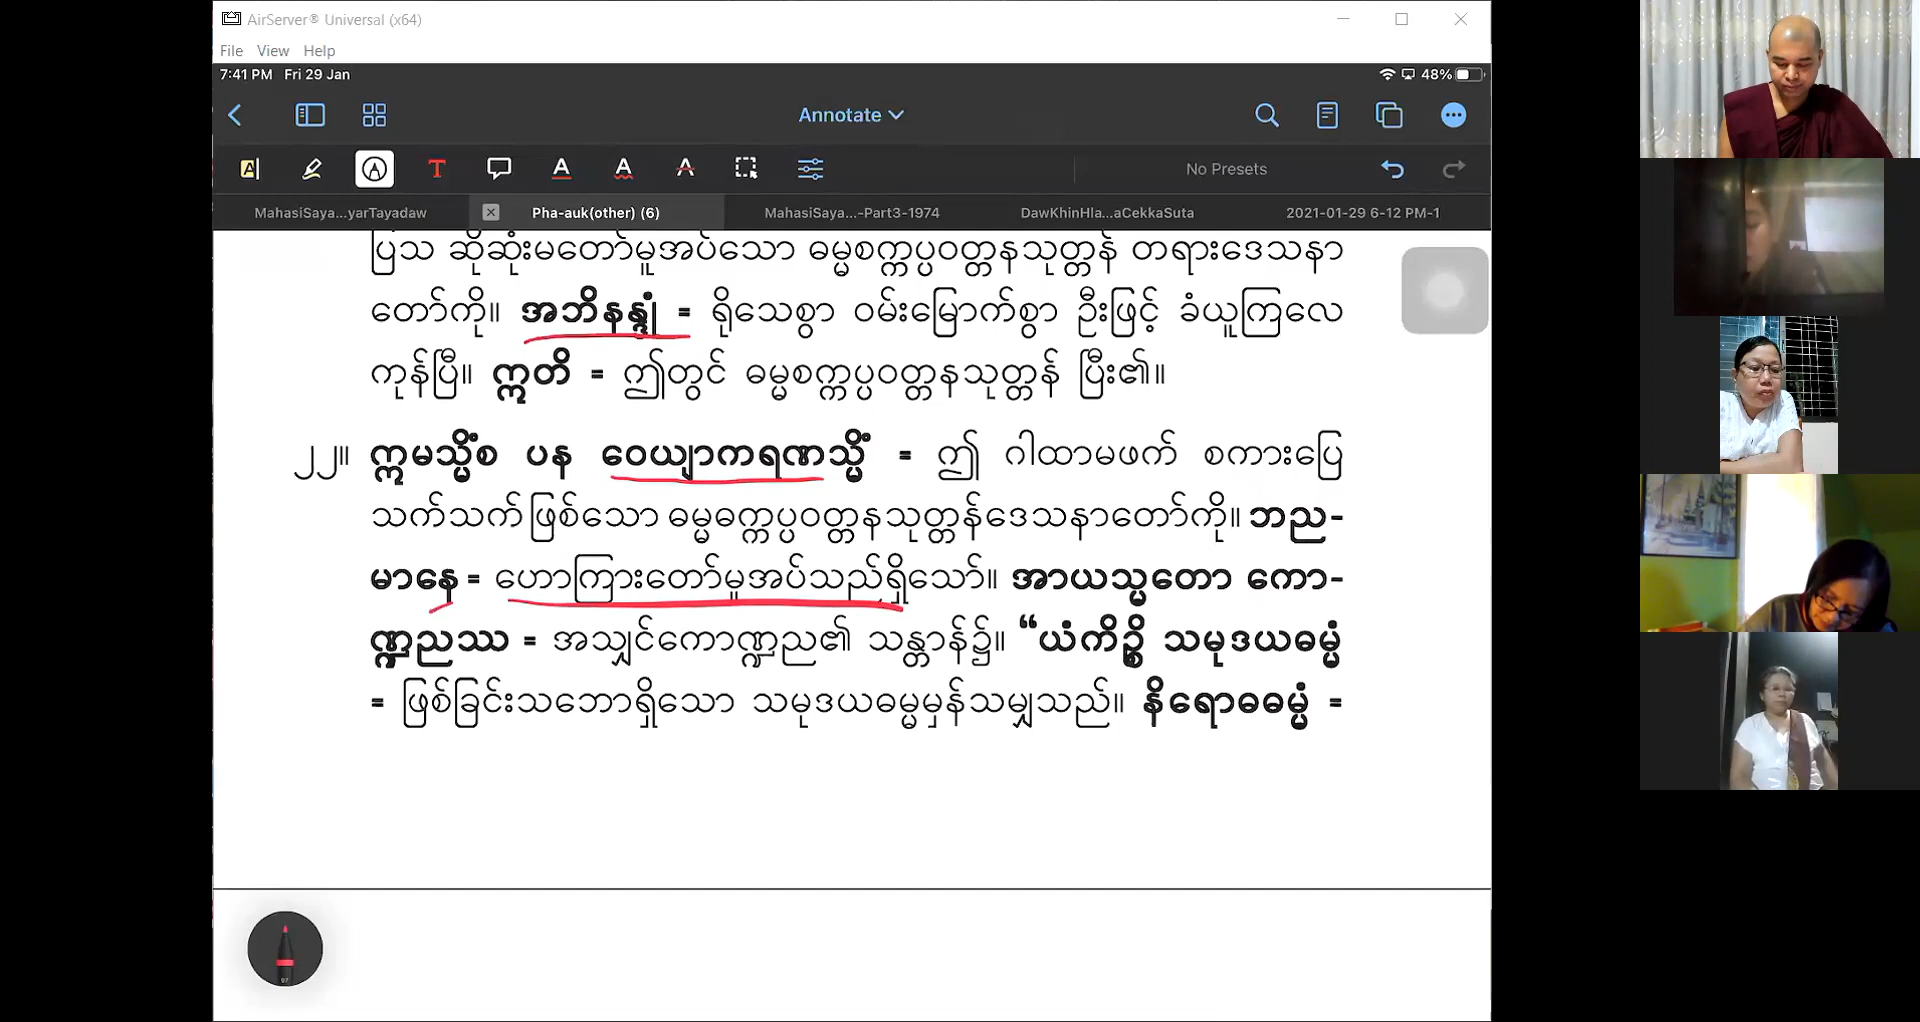 AirServer® Universal (x64)
File View Help
7:41 PM Fri 29 Jan 48%
Annotate
No Presets
MahasiSaya...yarTayadaw Pha-auk(other) (6) MahasiSaya...-Part3-1974 DawKhinHla...aCekkaSuta 2021-01-29 6-12 PM-1
ပြသ ဆိုဆုံးမတော်မူအပ်သော ဓမ္မစက္ကပ္ပဝတ္တနသုတ္တန် တရားဒေသနာ
တော်ကို။ အဘိနန္ဒုံ = ရိုသေစွာ ဝမ်းမြောက်စွာ ဦးဖြင့် ခံယူကြလေ
ကုန်ပြီ။ ဣတိ = ဤတွင် ဓမ္မစက္ကပ္ပဝတ္တနသုတ္တန် ပြီး၏။
၂၂။ ဣမသ္မိံစ ပန ဝေယျာကရဏသ္မိံ = ဤ ဂါထာမဖက် စကားပြေ
သက်သက်ဖြစ်သော ဓမ္မဓက္ကပ္ပဝတ္တနသုတ္တန်ဒေသနာတော်ကို။ ဘည-
မာနေ = ဟောကြားတော်မူအပ်သည်ရှိသော်။ အာယသ္မတော ကော-
ဏ္ဍညဿ = အသျှင်ကောဏ္ဍည၏ သန္တာန်၌။ “ယံကိဉ္စိ သမုဒယဓမ္မံ
= ဖြစ်ခြင်းသဘောရှိသော သမုဒယဓမ္မမှန်သမျှသည်။ နိရောဓဓမ္မံ =